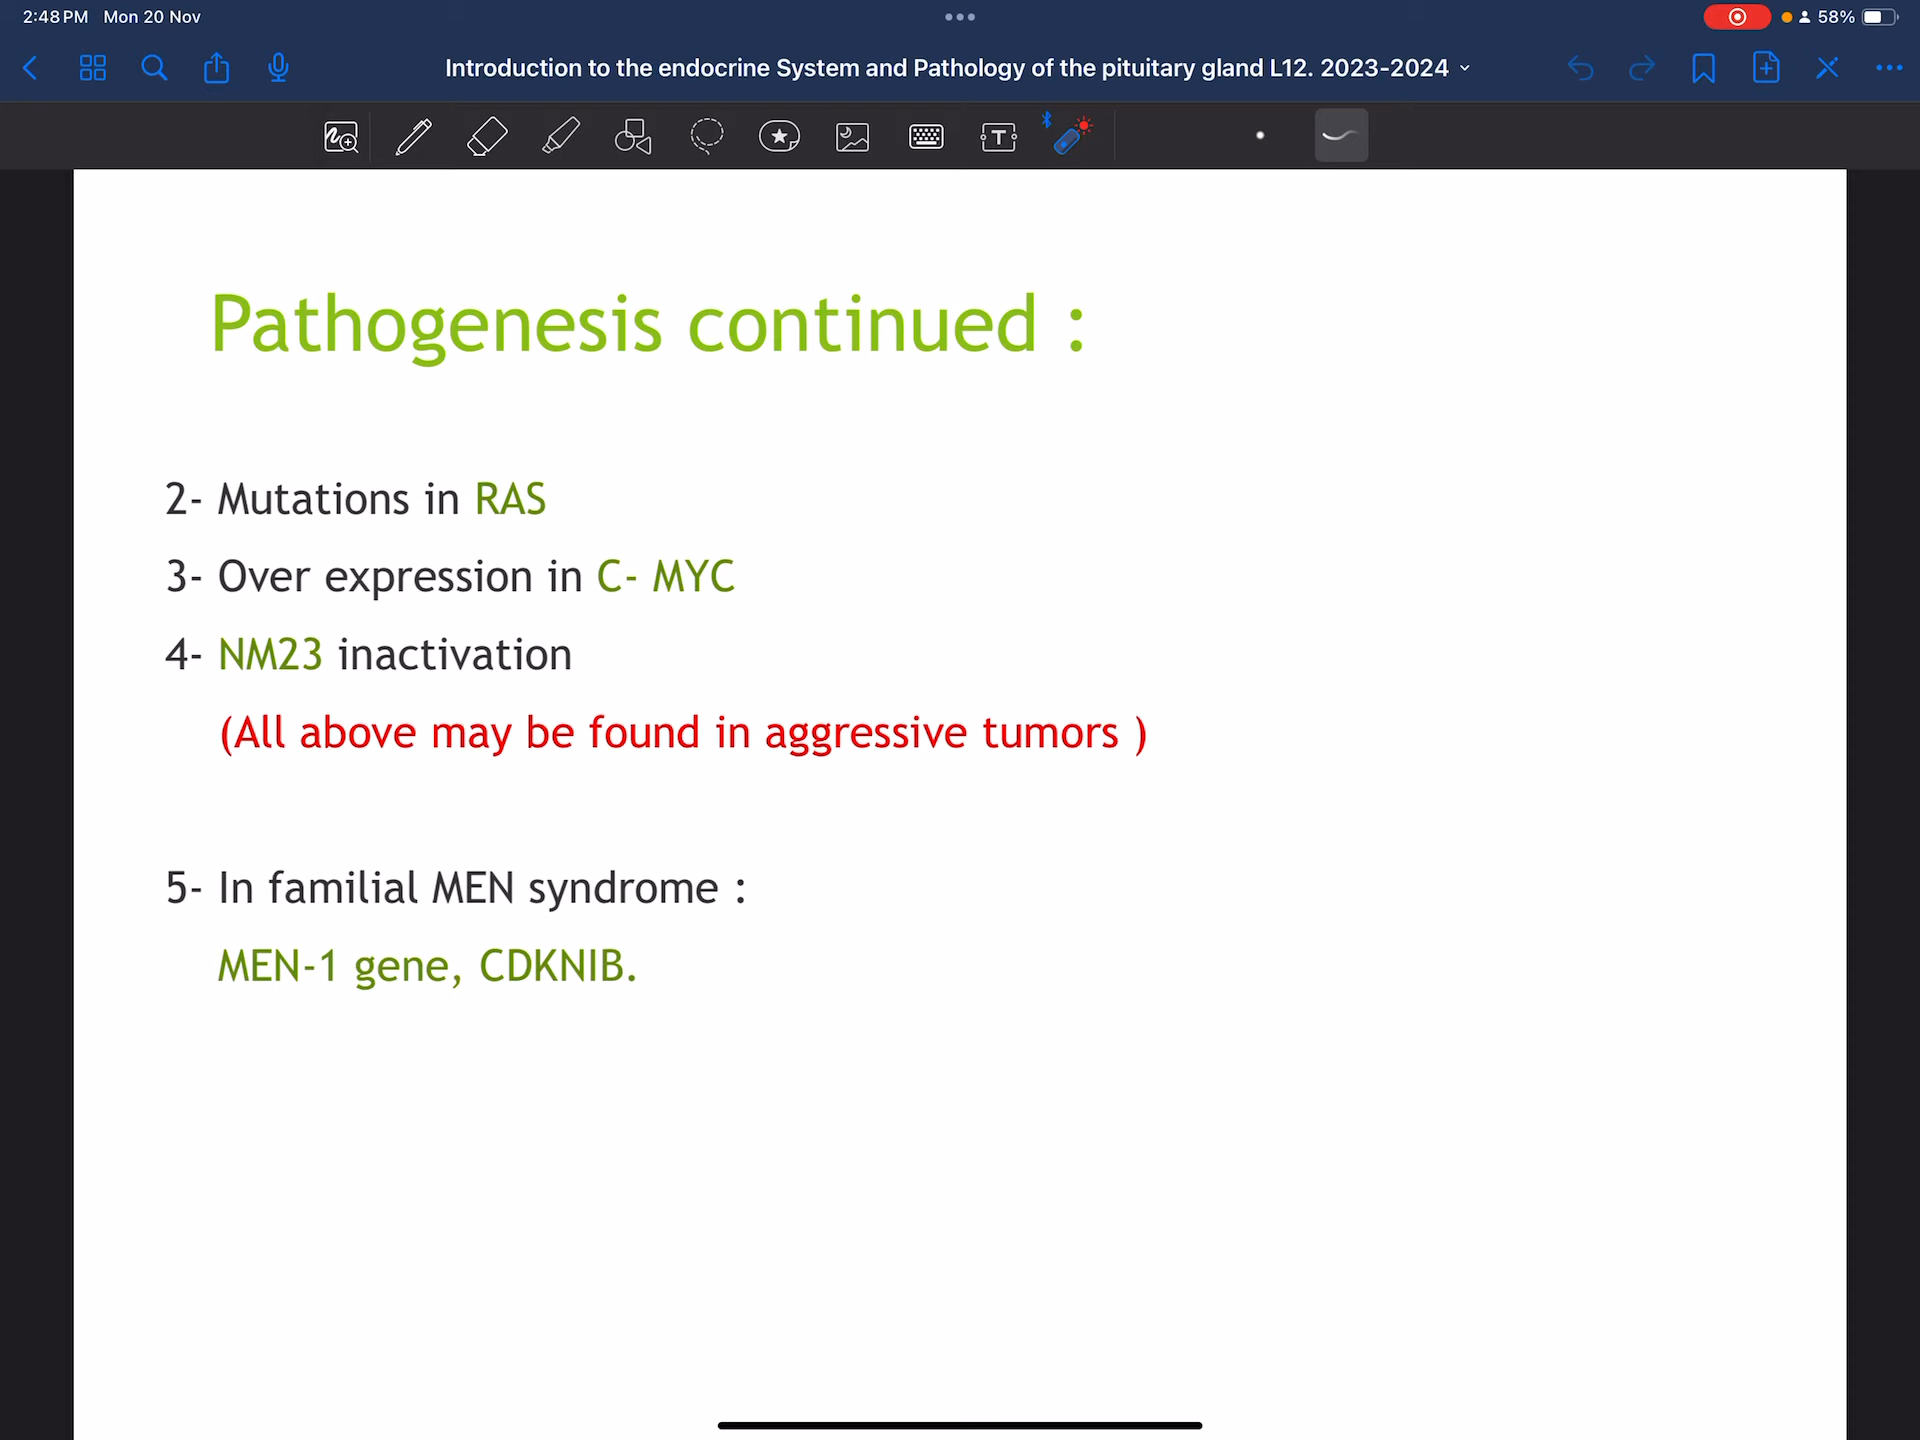 2:48 PM Mon 20 Nov
58%
Introduction to the endocrine System and Pathology of the pituitary gland L12. 2023-2024
T
Pathogenesis continued :
2- Mutations in RAS
3- Over expression in C- MYC
4- NM23 inactivation
(All above may be found in aggressive tumors )
5- In familial MEN syndrome :
MEN-1 gene, CDKNIB.